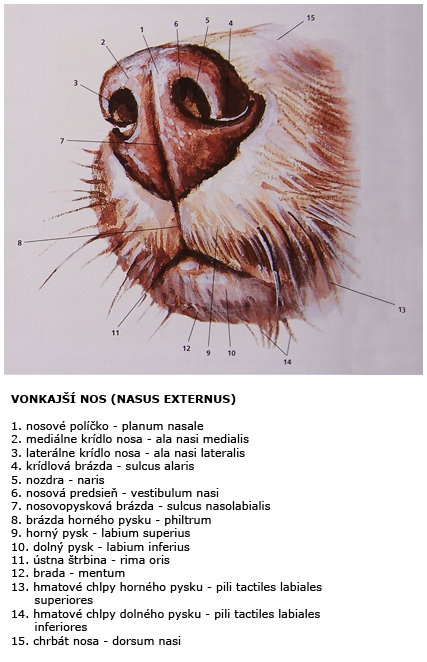 15
5
6
4
1
2
3
7
8
13
11
12
9
10
14
VONKAJŠÍ NOS (NASUS EXTERNUS)
1. nosové políčko - planum nasale
2. mediálne krídlo nosa - ala nasi medialis
3. laterálne krídlo nosa - ala nasi lateralis
4. krídlová brázda - sulcus alaris
5. nozdra - naris
6. nosová predsieň - vestibulum nasi
7. nosovopysková brázda - sulcus nasolabialis
8. brázda horného pysku - philtrum
9. horný pysk - labium superius
10. dolný pysk - labium inferius
11. ústna štrbina - rima oris
12. brada - mentum
13. hmatové chlpy horného pysku - pili tactiles labiales
superiores
14. hmatové chlpy dolného pysku - pili tactiles labiales
inferiores
15. chrbát nosa - dorsum nasi